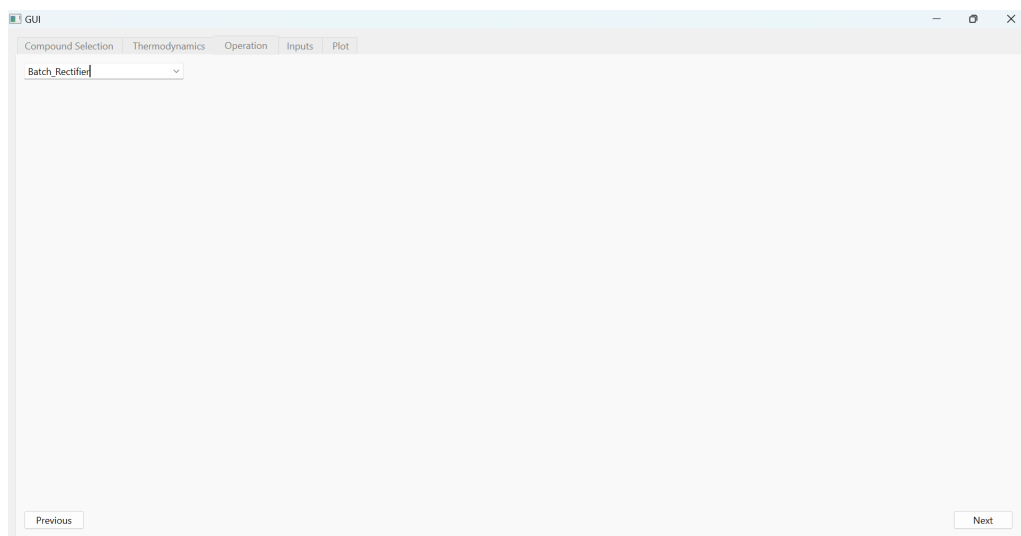 GUI
Compound Selection Thermodynamics Operation Inputs Plot
Batch_Rectifier
Previous Next